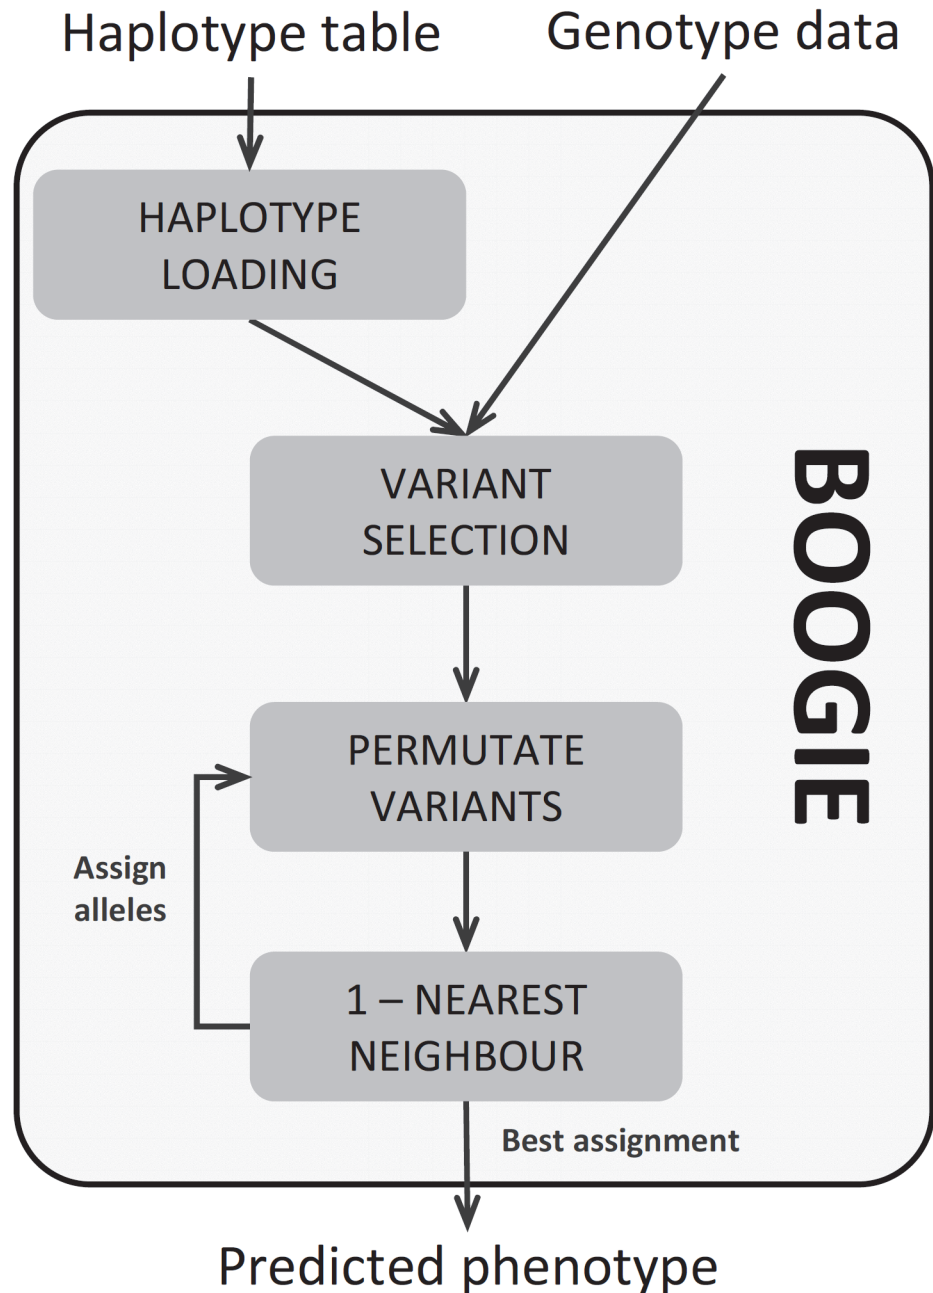 Haplotype table
Genotype data
HAPLOTYPE
LOADING
VARIANT
SELECTION
BOOGIE
PERMUTATE
VARIANTS
Assign
alleles
1 – NEAREST
NEIGHBOUR
Best assignment
Predicted phenotype